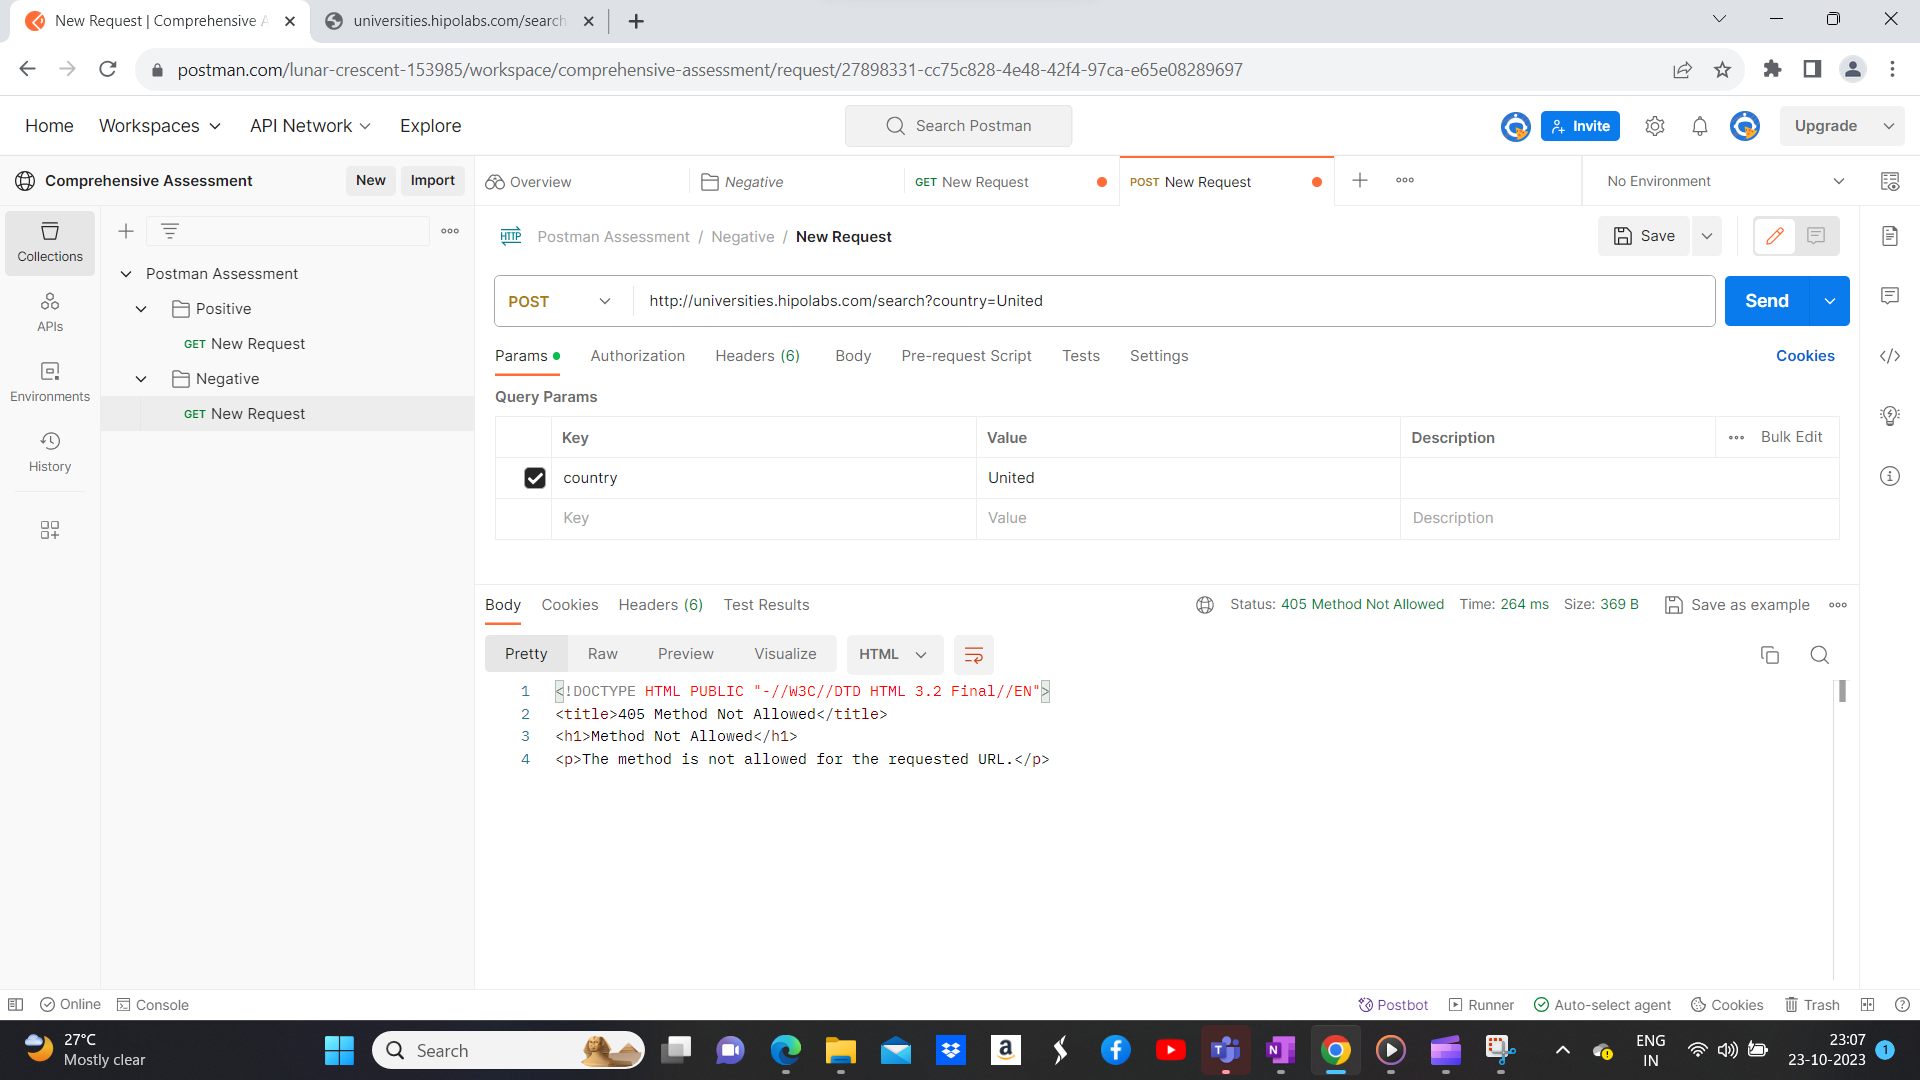 New Request | Comprehensive A
universities.hipolabs.com/search
postman.com/lunar-crescent-153985/workspace/comprehensive-assessment/request/27898331-cc75c828-4e48-42f4-97ca-e65e08289697
Home Workspaces API Network Explore
Search Postman
Invite
Upgrade
Comprehensive Assessment New Import
Overview Negative GET New Request POST New Request
No Environment
Collections
APIs
Environments
History
Postman Assessment
Positive
GET New Request
Negative
GET New Request
HTTP Postman Assessment / Negative / New Request
Save
POST http://universities.hipolabs.com/search?country=United
Send
Params Authorization Headers (6) Body Pre-request Script Tests Settings
Cookies
Query Params
Key Value Description Bulk Edit
country United
Key Value Description
Body Cookies Headers (6) Test Results
Status: 405 Method Not Allowed Time: 264 ms Size: 369 B Save as example
Pretty Raw Preview Visualize HTML
1 <!DOCTYPE HTML PUBLIC "-//W3C//DTD HTML 3.2 Final//EN">
2 <title>405 Method Not Allowed</title>
3 <h1>Method Not Allowed</h1>
4 <p>The method is not allowed for the requested URL.</p>
Online Console
Postbot Runner Auto-select agent Cookies Trash
27°C
Mostly clear
Search
ENG
IN
23:07
23-10-2023
1